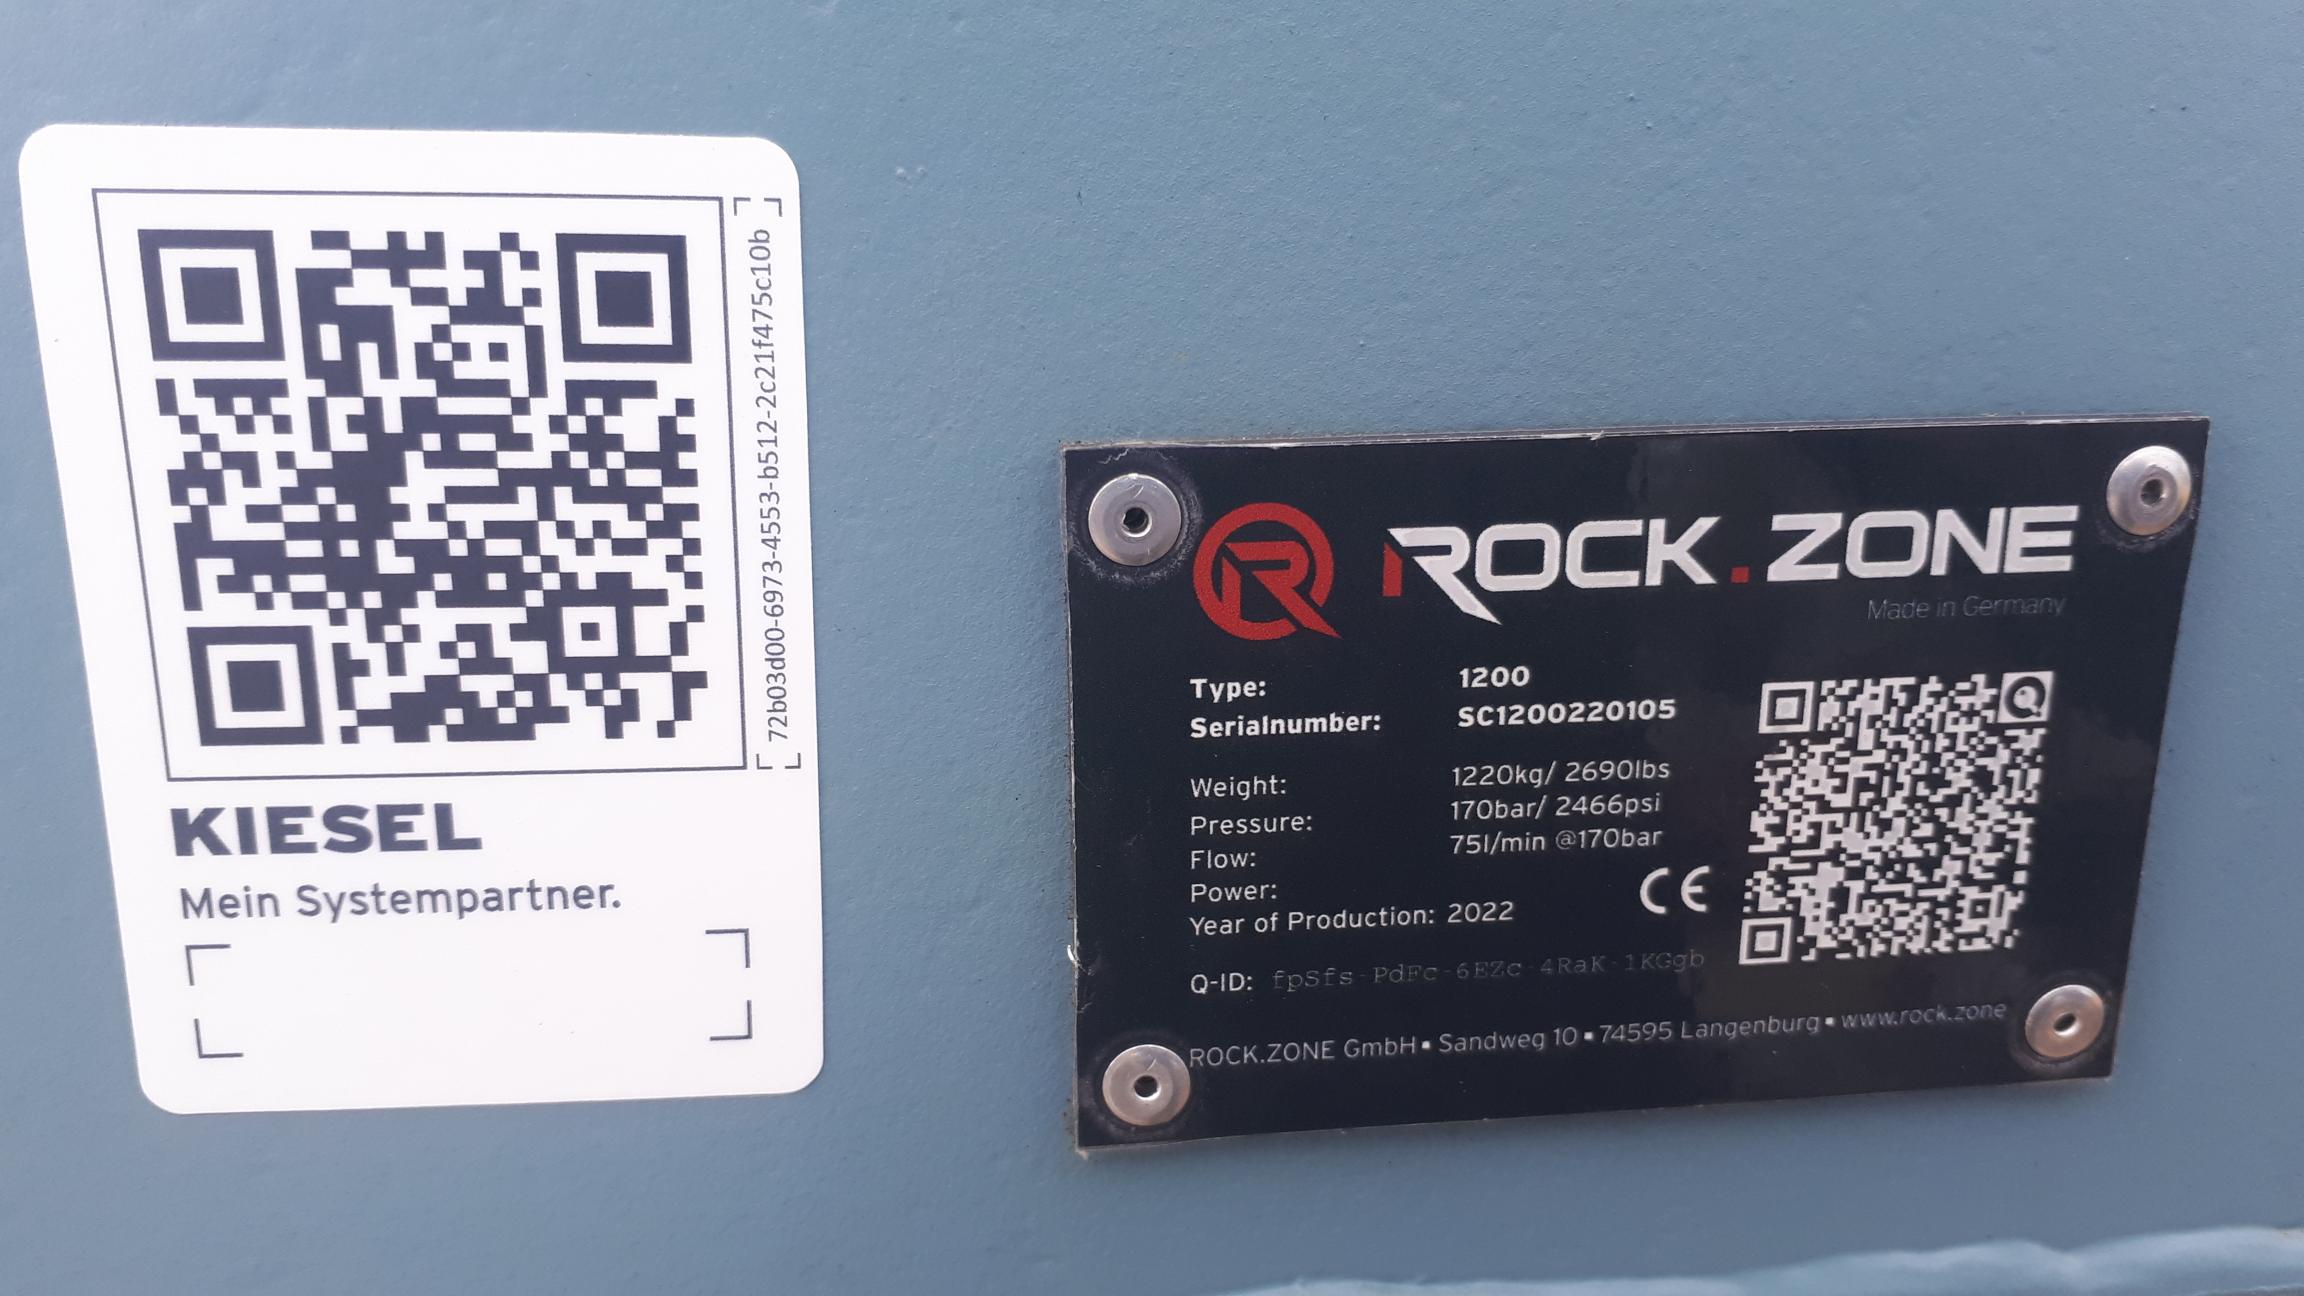 72b03d00-6973-4553-b512-2c21f475c10b
KIESEL
Mein Systempartner.
ROCK.ZONE
Made in Germany
Type: 1200
Serialnumber: SC1200220105
Weight: 1220kg/ 2690lbs
Pressure: 170bar/ 2466psi
Flow: 75l/min @170bar
Power:
Year of Production: 2022
CE
Q-ID: fpSfs-PdFc-6EZc-4RaK-1KGgb
ROCK.ZONE GmbH▪Sandweg 10▪74595 Langenburg▪www.rock.zone